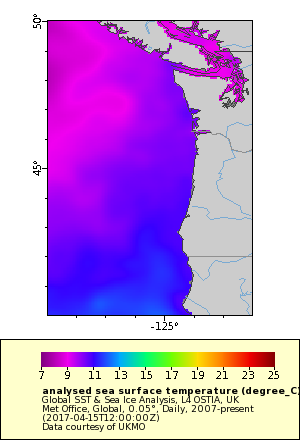 50°
45°
-125°
7 9 11 13 15 17 19 21 23 25
analysed sea surface temperature (degree_C)
Global SST & Sea Ice Analysis, L4 OSTIA, UK
Met Office, Global, 0.05°, Daily, 2007-present
(2017-04-15T12:00:00Z)
Data courtesy of UKMO